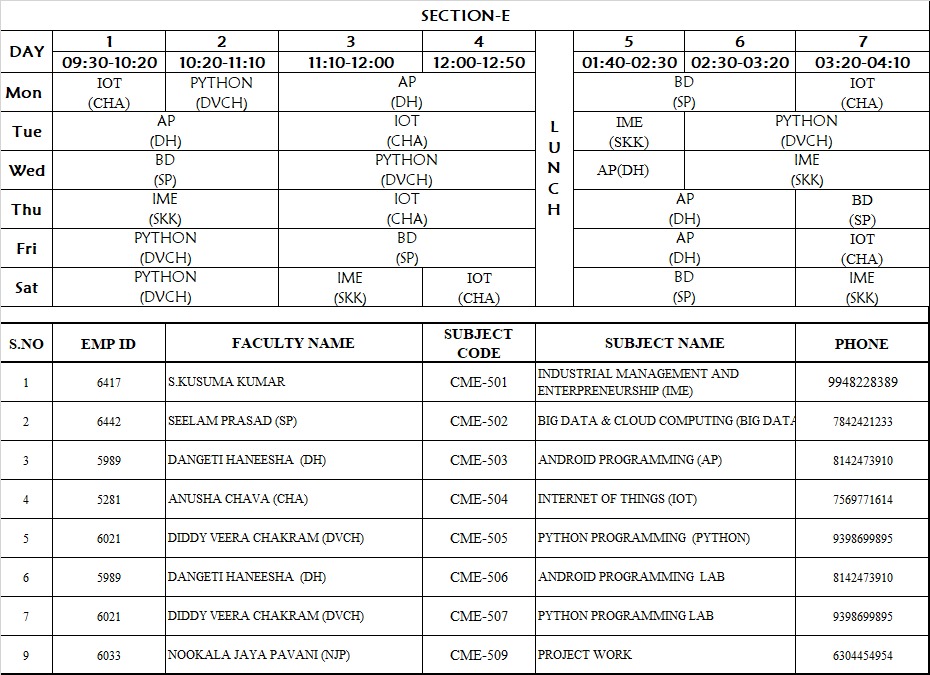 SECTION-E
DAY 1 2 3 4 5 6 7
09:30-10:20 10:20-11:10 11:10-12:00 12:00-12:50 01:40-02:30 02:30-03:20 03:20-04:10
LUNCH
Mon IOT PYTHON AP BD IOT
(CHA) (DVCH) (DH) (SP) (CHA)
Tue AP IOT IME PYTHON
(DH) (CHA) (SKK) (DVCH)
Wed BD PYTHON AP(DH) IME
(SP) (DVCH) (SKK)
Thu IME IOT AP BD
(SKK) (CHA) (DH) (SP)
Fri PYTHON BD AP IOT
(DVCH) (SP) (DH) (CHA)
Sat PYTHON IME IOT BD IME
(DVCH) (SKK) (CHA) (SP) (SKK)
S.NO EMP ID FACULTY NAME SUBJECT CODE SUBJECT NAME PHONE
1 6417 S.KUSUMA KUMAR CME-501 INDUSTRIAL MANAGEMENT AND ENTERPRENEURSHIP (IME) 9948228389
2 6442 SEELAM PRASAD (SP) CME-502 BIG DATA & CLOUD COMPUTING (BIG DATA 7842421233
3 5989 DANGETI HANEESHA (DH) CME-503 ANDROID PROGRAMMING (AP) 8142473910
4 5281 ANUSHA CHAVA (CHA) CME-504 INTERNET OF THINGS (IOT) 7569771614
5 6021 DIDDY VEERA CHAKRAM (DVCH) CME-505 PYTHON PROGRAMMING (PYTHON) 9398699895
6 5989 DANGETI HANEESHA (DH) CME-506 ANDROID PROGRAMMING LAB 8142473910
7 6021 DIDDY VEERA CHAKRAM (DVCH) CME-507 PYTHON PROGRAMMING LAB 9398699895
9 6033 NOOKALA JAYA PAVANI (NJP) CME-509 PROJECT WORK 6304454954